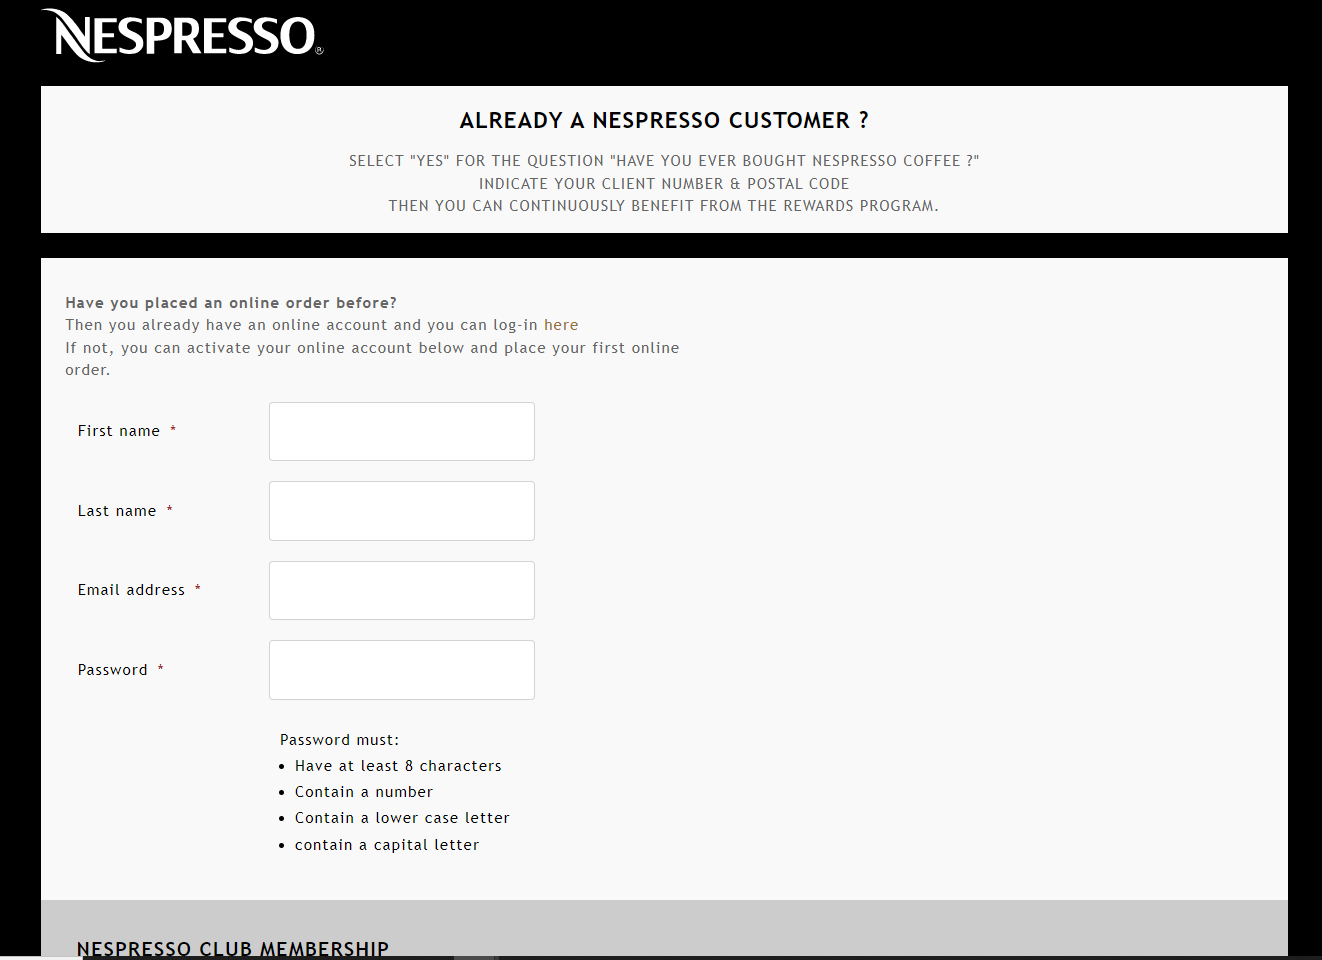 NESPRESSO®
ALREADY A NESPRESSO CUSTOMER ?
SELECT "YES" FOR THE QUESTION "HAVE YOU EVER BOUGHT NESPRESSO COFFEE ?"
INDICATE YOUR CLIENT NUMBER & POSTAL CODE
THEN YOU CAN CONTINUOUSLY BENEFIT FROM THE REWARDS PROGRAM.
Have you placed an online order before?
Then you already have an online account and you can log-in here
If not, you can activate your online account below and place your first online
order.
First name *
Last name *
Email address *
Password *
Password must:
• Have at least 8 characters
• Contain a number
• Contain a lower case letter
• contain a capital letter
NESPRESSO CLUB MEMBERSHIP